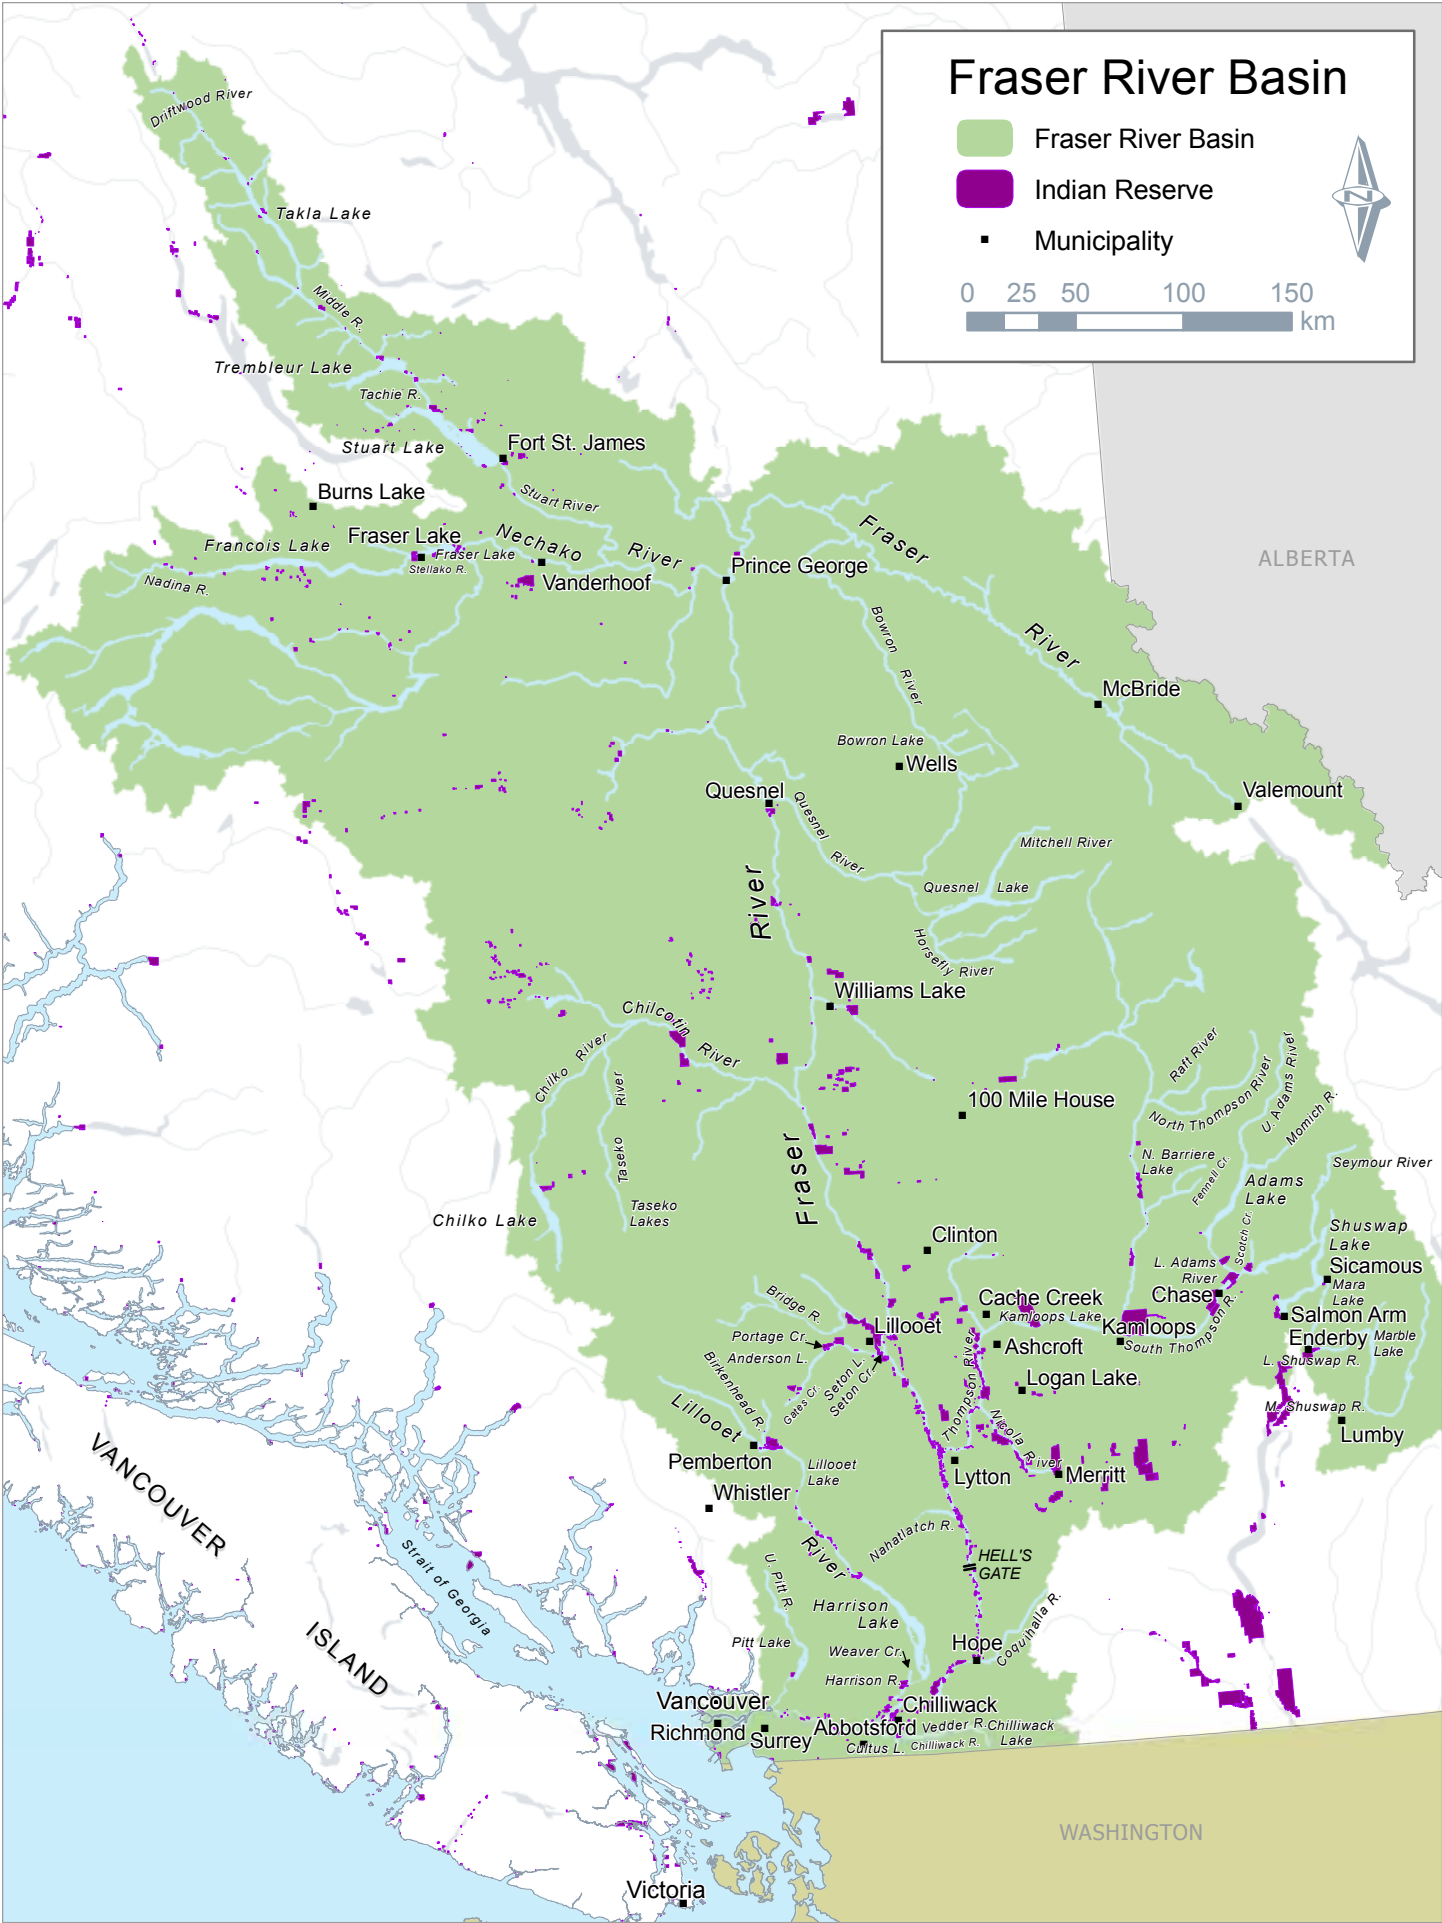 Fraser River Basin
Fraser River Basin
Indian Reserve
Municipality
N
0 25 50 100 150
km
Driftwood River
Takla Lake
Middle R.
Trembleur Lake
Tachie R.
Stuart Lake
Fort St. James
Burns Lake
Stuart River
Fraser Lake
Nechako
River
Francois Lake
Fraser Lake
Stellako R.
Vanderhoof
Nadina R.
Prince George
Fraser
River
ALBERTA
Bowron
River
McBride
Bowron Lake
Wells
Quesnel
Valemount
Quesnel
River
Mitchell River
Quesnel Lake
River
Horsefly River
Williams Lake
Chilcotin
River
Chilko River
Taseko River
Raft River
North Thompson River
U. Adams River
Momich R.
100 Mile House
N. Barriere
Lake
Fennell Cr.
Seymour River
Adams
Lake
Fraser
Taseko
Lakes
Chilko Lake
Scotch Cr.
Shuswap
Lake
Clinton
L. Adams
River
Sicamous
Mara
Lake
Chase
Bridge R.
Cache Creek
Kamloops Lake
Kamloops
South Thompson R.
Salmon Arm
Enderby
Marble
Lake
Lillooet
Portage Cr.
Anderson L.
Ashcroft
L. Shuswap R.
Birkenhead R.
Seton L.
Seton Cr.
Gates Cr.
Thompson River
Logan Lake
M. Shuswap R.
Lumby
Lillooet
Nicola River
Pemberton
Lillooet
Lake
Lytton
Merritt
Whistler
VANCOUVER
ISLAND
Strait of Georgia
River
Nahatlatch R.
HELL'S
GATE
U. Pitt R.
Harrison
Lake
Pitt Lake
Weaver Cr.
Hope
Coquihalla R.
Harrison R.
Vancouver
Richmond
Surrey
Abbotsford
Chilliwack
Vedder R.
Chilliwack
Lake
Cultus L.
Chilliwack R.
WASHINGTON
Victoria